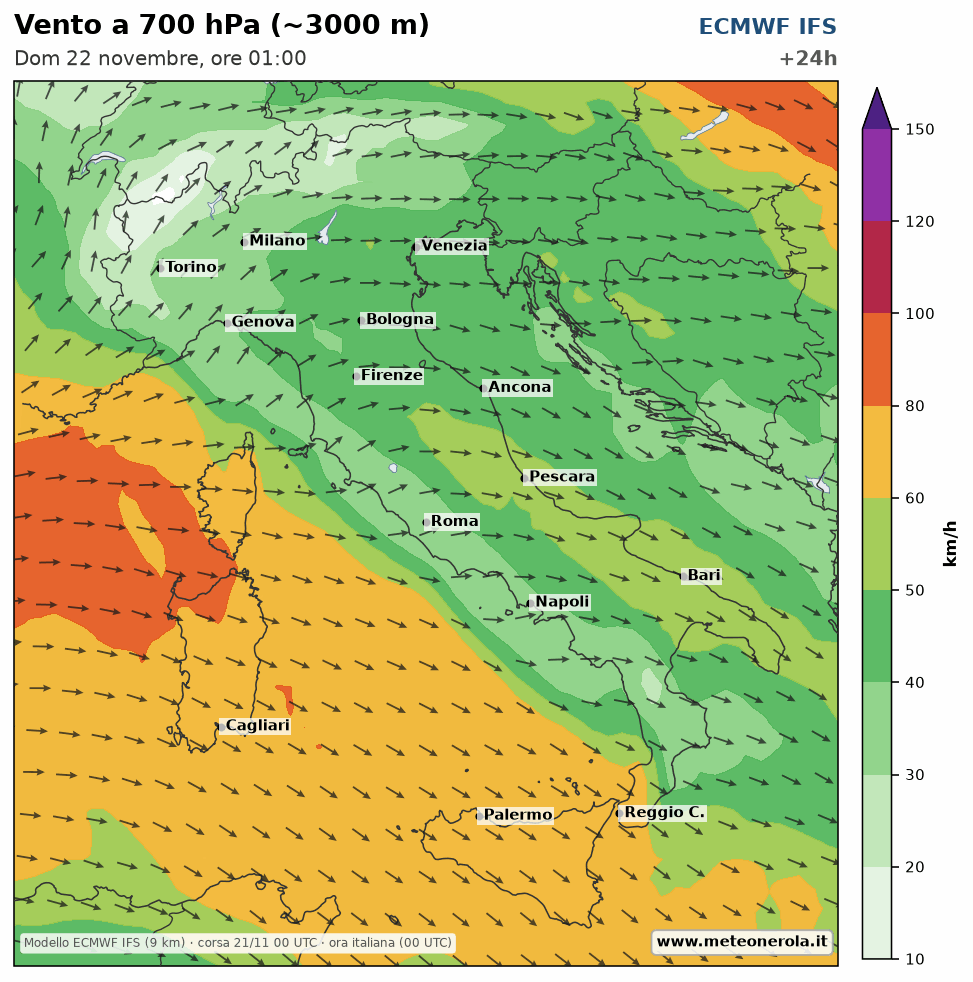 Vento a 700 hPa (~3000 m)
ECMWF IFS
Dom 22 novembre, ore 01:00
+24h
Milano
Venezia
Torino
Genova
Bologna
Firenze
Ancona
Pescara
Roma
Bari
Napoli
Cagliari
Palermo
Reggio C.
Modello ECMWF IFS (9 km) · corsa 21/11 00 UTC · ora italiana (00 UTC)
www.meteonerola.it
150
120
100
80
60
50
40
30
20
10
km/h